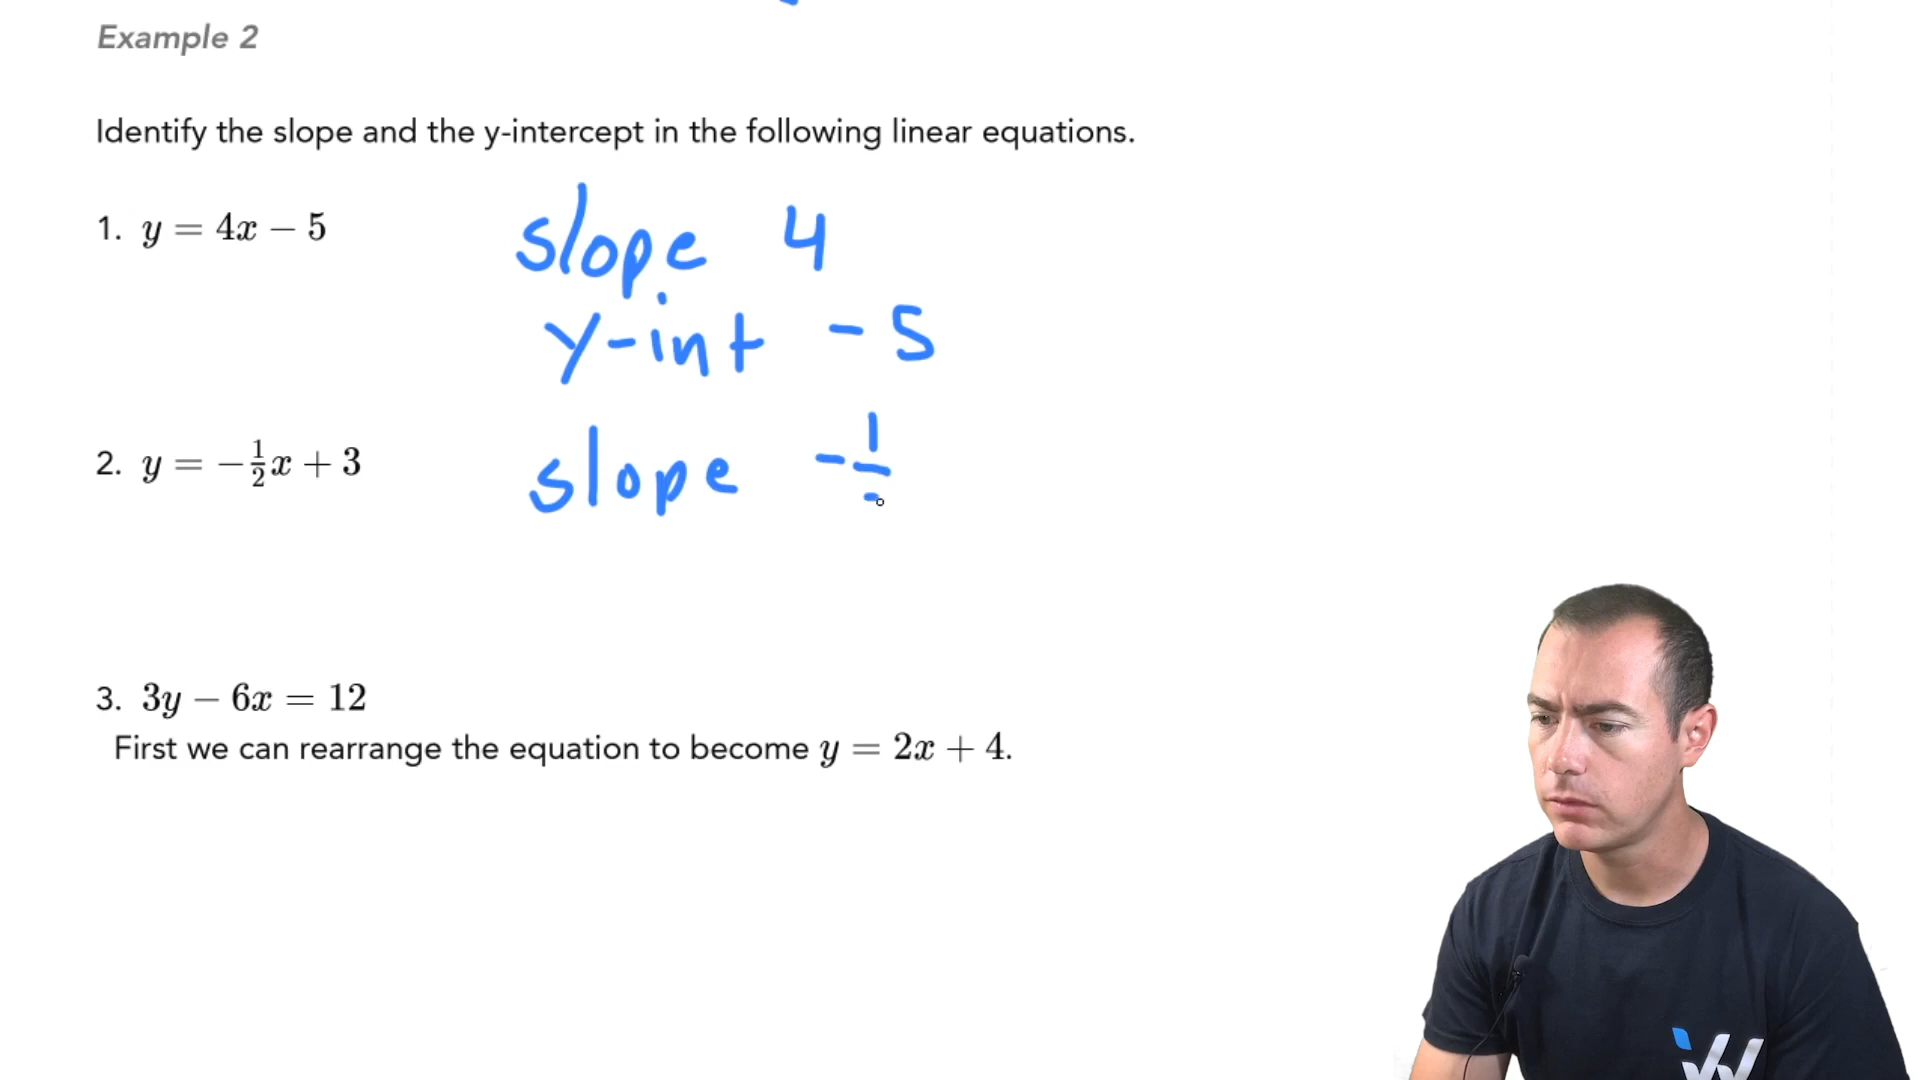 Example 2
Identify the slope and the y-intercept in the following linear equations.
1. y = 4x − 5
slope 4
y-int - 5
2. y = −1/2x + 3
slope -1/
3. 3y − 6x = 12
First we can rearrange the equation to become y = 2x + 4.